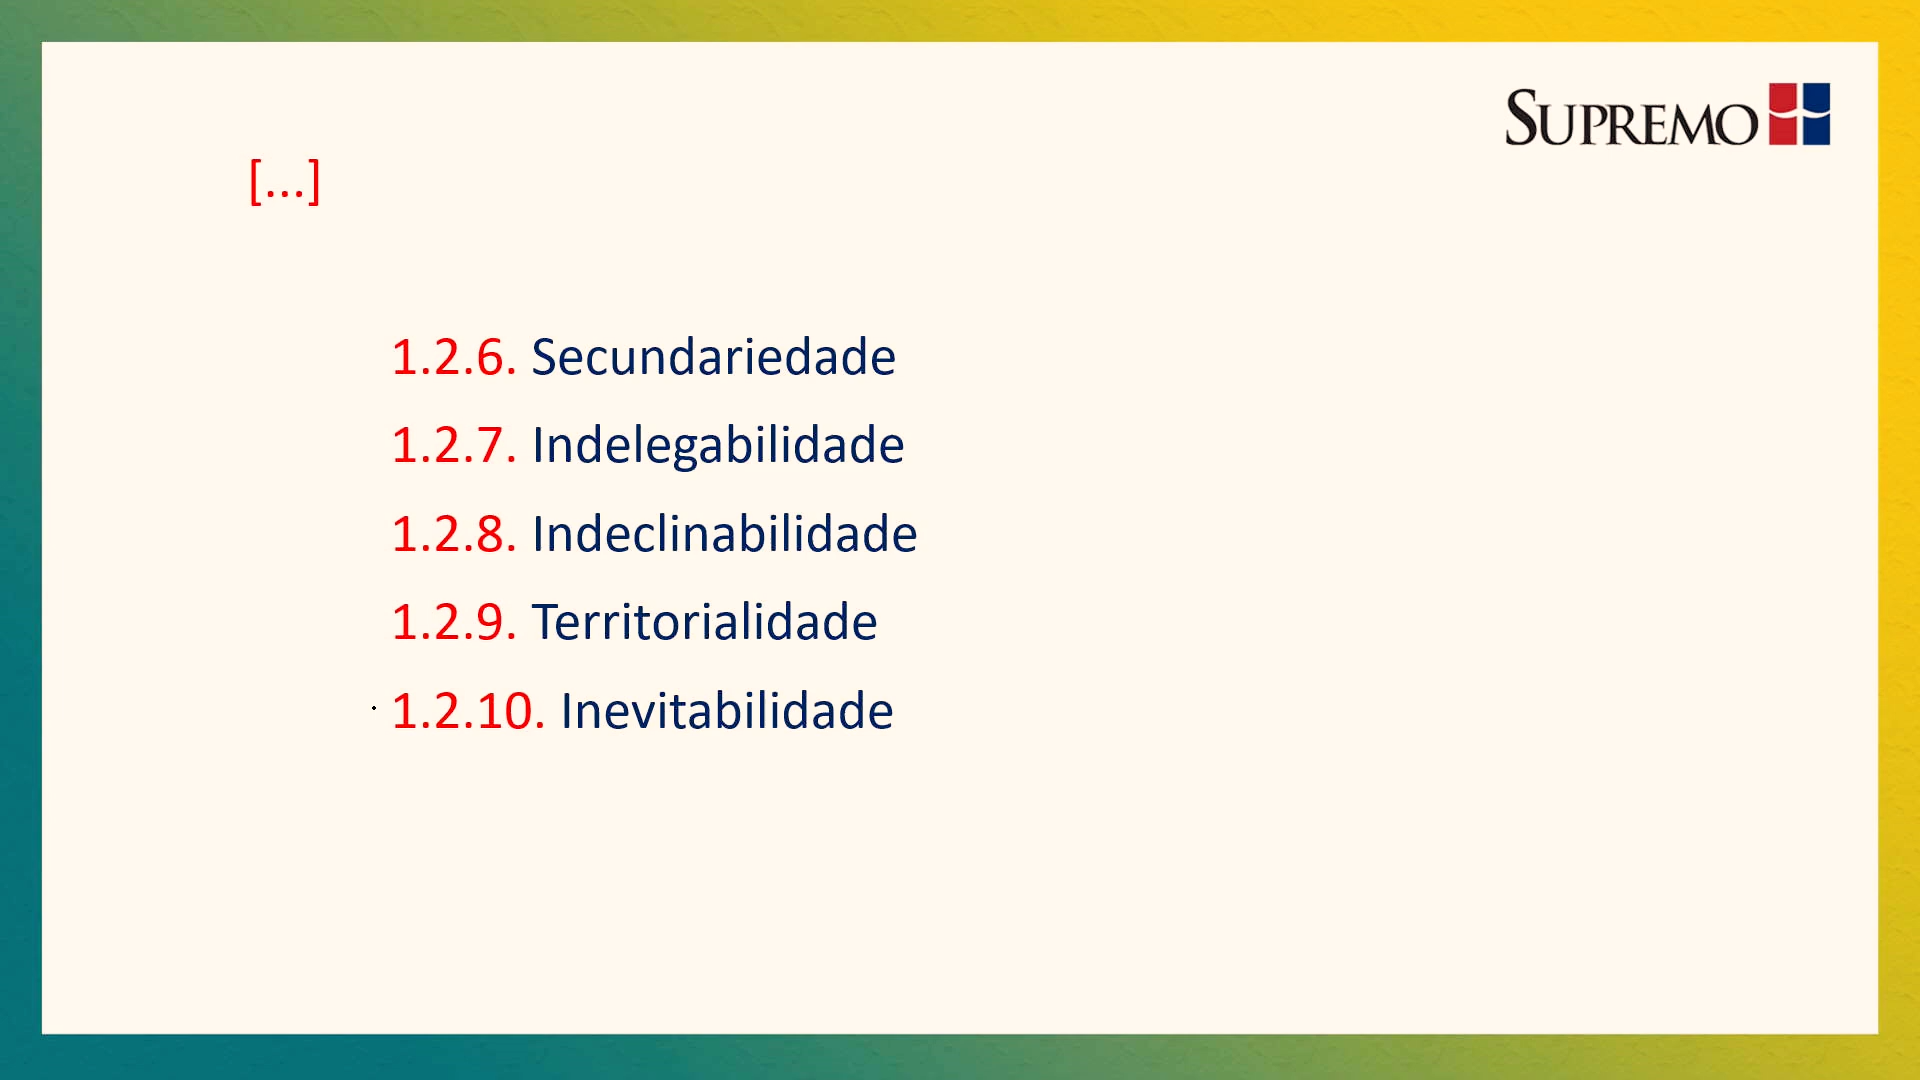 SUPREMO
[...]
1.2.6. Secundariedade
1.2.7. Indelegabilidade
1.2.8. Indeclinabilidade
1.2.9. Territorialidade
1.2.10. Inevitabilidade